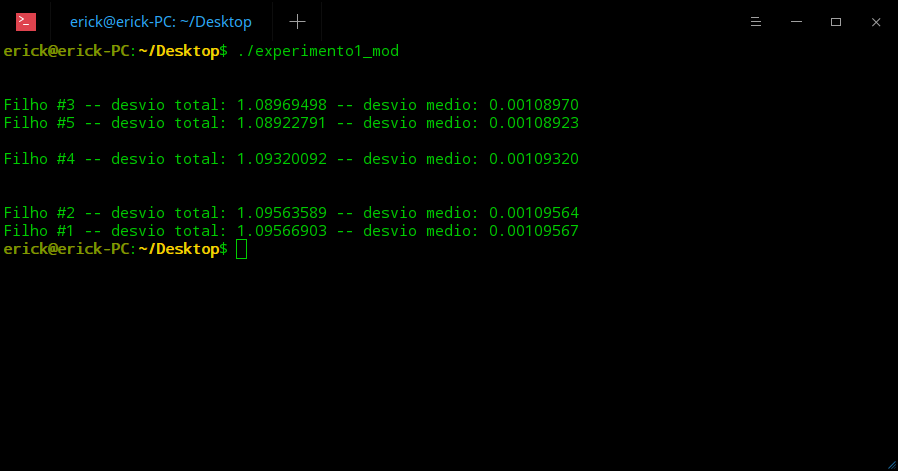 erick@erick-PC: ~/Desktop
erick@erick-PC:~/Desktop$ ./experimento1_mod
Filho #3 -- desvio total: 1.08969498 -- desvio medio: 0.00108970
Filho #5 -- desvio total: 1.08922791 -- desvio medio: 0.00108923
Filho #4 -- desvio total: 1.09320092 -- desvio medio: 0.00109320
Filho #2 -- desvio total: 1.09563589 -- desvio medio: 0.00109564
Filho #1 -- desvio total: 1.09566903 -- desvio medio: 0.00109567
erick@erick-PC:~/Desktop$